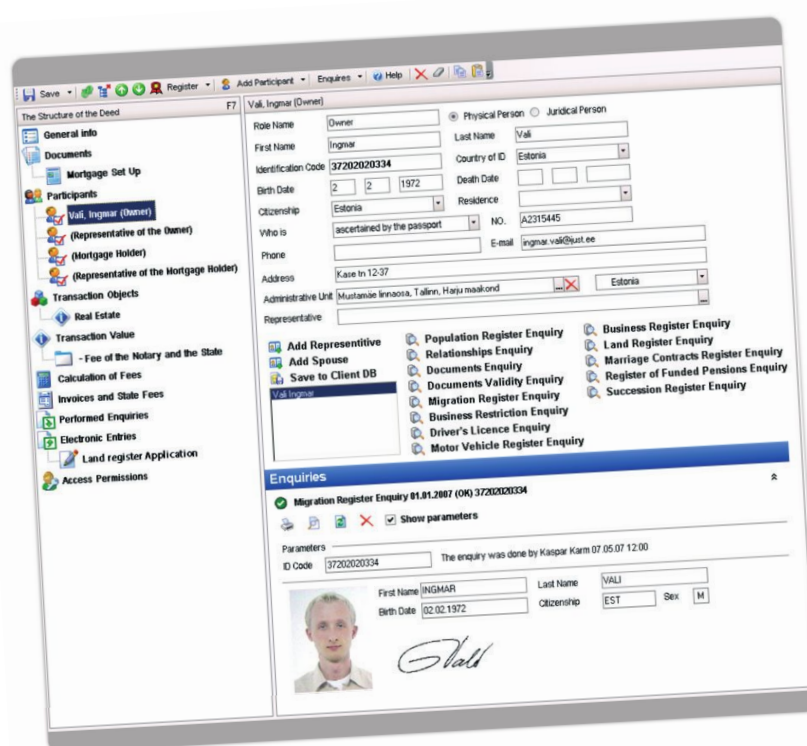 Save Register Add Participant Enquires Help
The Structure of the Deed F7
General info
Documents
Mortgage Set Up
Participants
Vali, Ingmar (Owner)
(Representative of the Owner)
(Mortgage Holder)
(Representative of the Mortgage Holder)
Transaction Objects
Real Estate
Transaction Value
- Fee of the Notary and the State
Calculation of Fees
Invoices and State Fees
Performed Enquiries
Electronic Entries
Land register Application
Access Permissions
Vali, Ingmar (Owner)
Role Name Owner Physical Person Juridical Person
First Name Ingmar Last Name Vali
Identification Code 37202020334 Country of ID Estonia
Birth Date 2 2 1972 Death Date
Citizenship Estonia Residence
Who is ascertained by the passport NO. A2315445
Phone E-mail ingmar.vali@just.ee
Address Kase tn 12-37
Administrative Unit Mustamäe linnaosa, Tallinn, Harju maakond ... Estonia
Representative ...
Add Representitive
Add Spouse
Save to Client DB
Vali Ingmar
Population Register Enquiry
Relationships Enquiry
Documents Enquiry
Documents Validity Enquiry
Migration Register Enquiry
Business Restriction Enquiry
Driver's Licence Enquiry
Motor Vehicle Register Enquiry
Business Register Enquiry
Land Register Enquiry
Marriage Contracts Register Enquiry
Register of Funded Pensions Enquiry
Succession Register Enquiry
Enquiries
Migration Register Enquiry 01.01.2007 (OK) 37202020334
Show parameters
Parameters
ID Code 37202020334 The enquiry was done by Kaspar Karm 07.05.07 12:00
First Name INGMAR Last Name VALI
Birth Date 02.02.1972 Citizenship EST Sex M